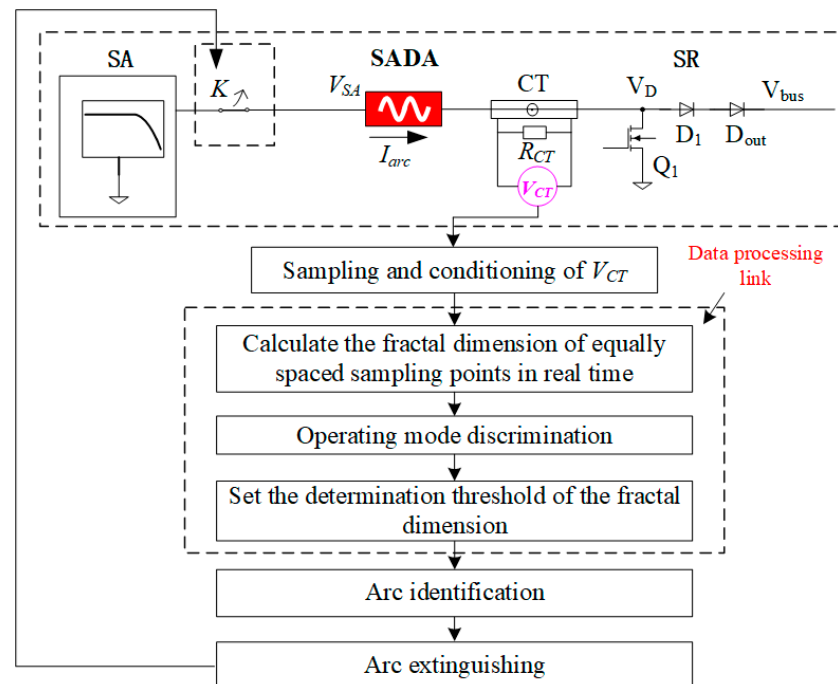 SA
SADA
SR
K
V_SA
CT
V_D
V_bus
I_arc
R_CT
D_1
D_out
Q_1
V_CT
Sampling and conditioning of V_CT
Data processing
link
Calculate the fractal dimension of equally
spaced sampling points in real time
Operating mode discrimination
Set the determination threshold of the fractal
dimension
Arc identification
Arc extinguishing